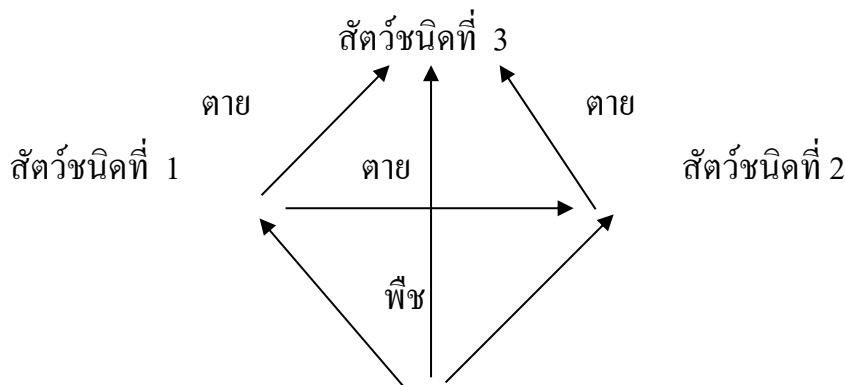 สัตว์ชนิดที่ 3
ตาย ตาย
สัตว์ชนิดที่ 1 ตาย สัตว์ชนิดที่ 2
พืช